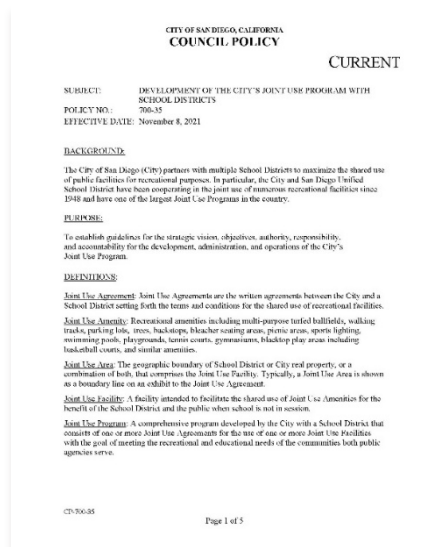 CITY OF SAN DIEGO, CALIFORNIA
COUNCIL POLICY
CURRENT
SUBJECT: DEVELOPMENT OF THE CITY'S JOINT USE PROGRAM WITH
SCHOOL DISTRICTS
POLICY NO.: 700-35
EFFECTIVE DATE: November 8, 2021
BACKGROUND:
The City of San Diego (City) partners with multiple School Districts to maximize the shared use
of public facilities for recreational purposes. In particular, the City and San Diego Unified
School District have been cooperating in the joint use of numerous recreational facilities since
1948 and have one of the largest Joint Use Programs in the country.
PURPOSE:
To establish guidelines for the strategic vision, objectives, authority, responsibility,
and accountability for the development, administration, and operations of the City's
Joint Use Program.
DEFINITIONS:
Joint Use Agreement: Joint Use Agreements are the written agreements between the City and a
School District setting forth the terms and conditions for the shared use of recreational facilities.
Joint Use Amenity: Recreational amenities including multi-purpose turfed ballfields, walking
tracks, parking lots, trees, backstops, bleacher seating areas, picnic areas, sports lighting,
swimming pools, playgrounds, tennis courts, gymnasiums, blacktop play areas including
basketball courts, and similar amenities.
Joint Use Area: The geographic boundary of School District or City real property, or a
combination of both, that comprises the Joint Use Facility. Typically, a Joint Use Area is shown
as a boundary line on an exhibit to the Joint Use Agreement.
Joint Use Facility: A facility intended to facilitate the shared use of Joint Use Amenities for the
benefit of the School District and the public when school is not in session.
Joint Use Program: A comprehensive program developed by the City with a School District that
consists of one or more Joint Use Agreements for the use of one or more Joint Use Facilities
with the goal of meeting the recreational and educational needs of the communities both public
agencies serve.
CP-700-35
Page 1 of 5